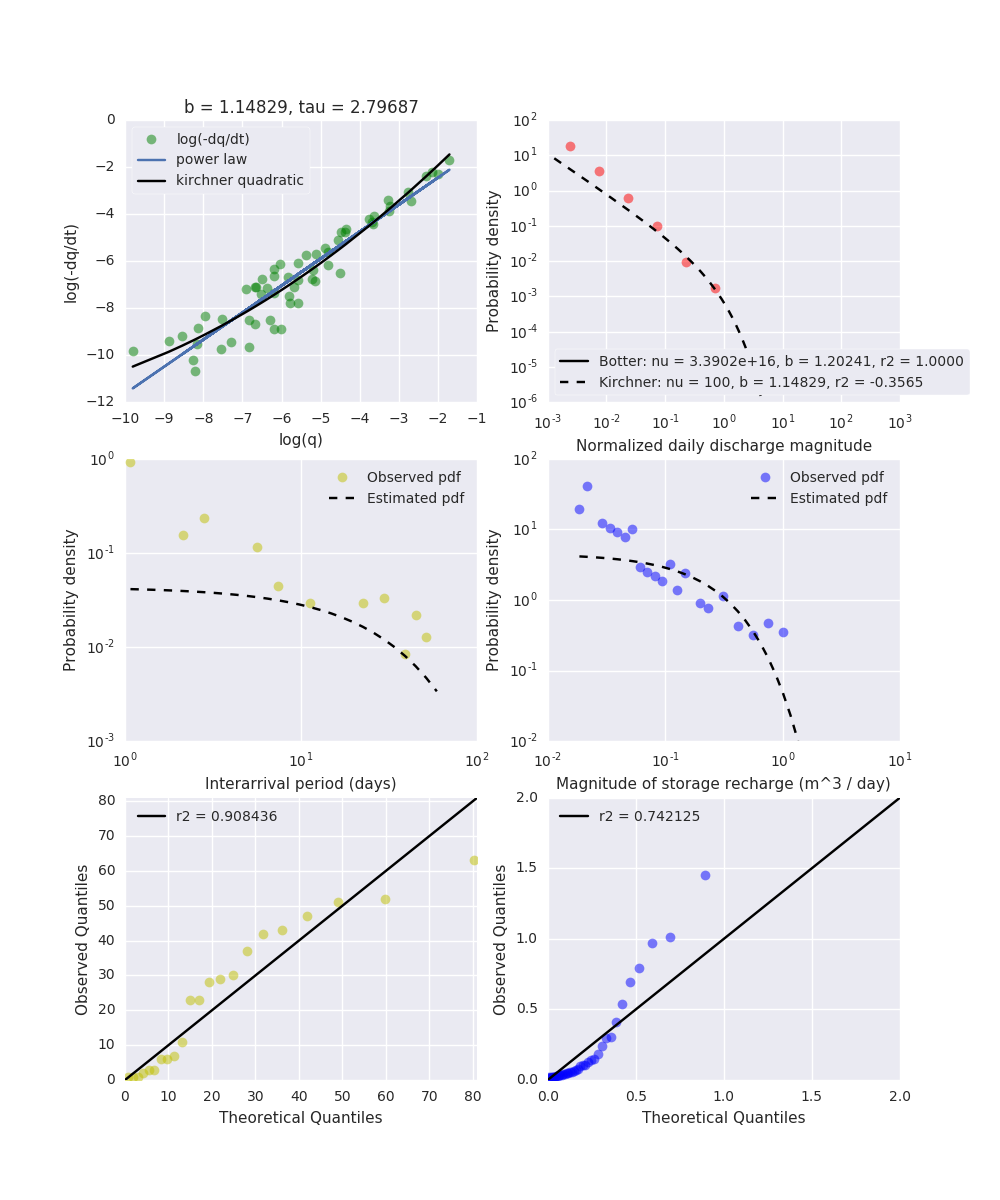 b = 1.14829, tau = 2.79687
0
−2
−4
−6
−8
−10
−12
log(-dq/dt)
log(-dq/dt)
power law
kirchner quadratic
−10 −9 −8 −7 −6 −5 −4 −3 −2 −1
log(q)
10^2
10^1
10^0
10^-1
10^-2
10^-3
10^-4
10^-5
10^-6
Probability density
Botter: nu = 3.3902e+16, b = 1.20241, r2 = 1.0000
Kirchner: nu = 100, b = 1.14829, r2 = -0.3565
10^-3 10^-2 10^-1 10^0 10^1 10^2 10^3
Normalized daily discharge magnitude
10^0
10^-1
10^-2
10^-3
Probability density
Observed pdf
Estimated pdf
10^0 10^1 10^2
Interarrival period (days)
10^2
10^1
10^0
10^-1
10^-2
Probability density
Observed pdf
Estimated pdf
10^-2 10^-1 10^0 10^1
Magnitude of storage recharge (m^3 / day)
80
70
60
50
40
30
20
10
0
Observed Quantiles
r2 = 0.908436
0 10 20 30 40 50 60 70 80
Theoretical Quantiles
2.0
1.5
1.0
0.5
0.0
Observed Quantiles
r2 = 0.742125
0.0 0.5 1.0 1.5 2.0
Theoretical Quantiles